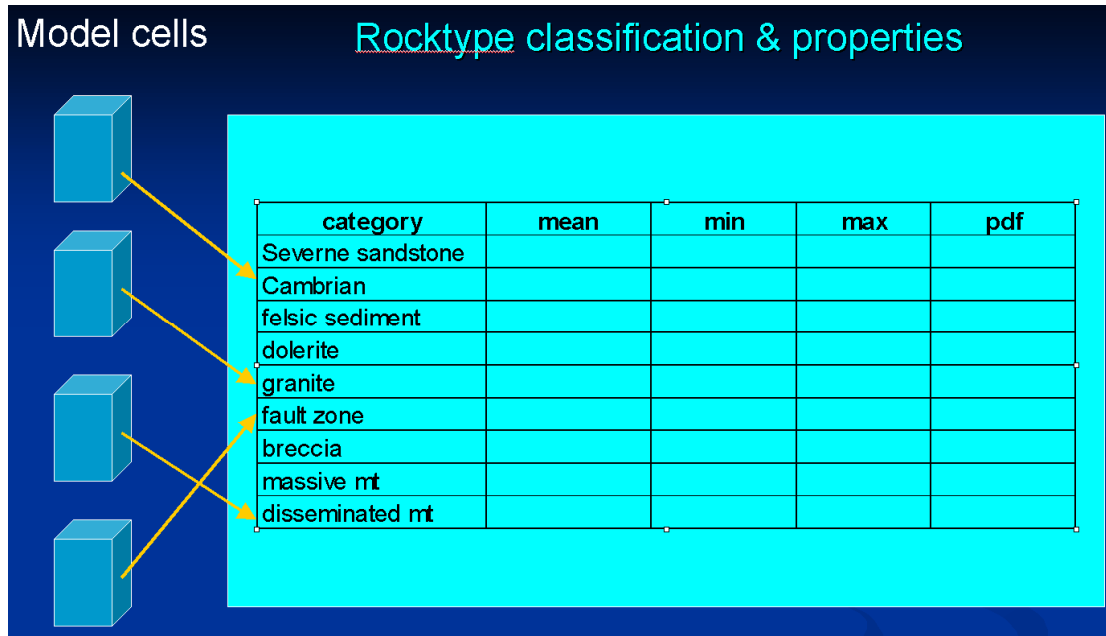 Model cells
Rocktype classification & properties
category mean min max pdf
Severne sandstone
Cambrian
felsic sediment
dolerite
granite
fault zone
breccia
massive mt
disseminated mt